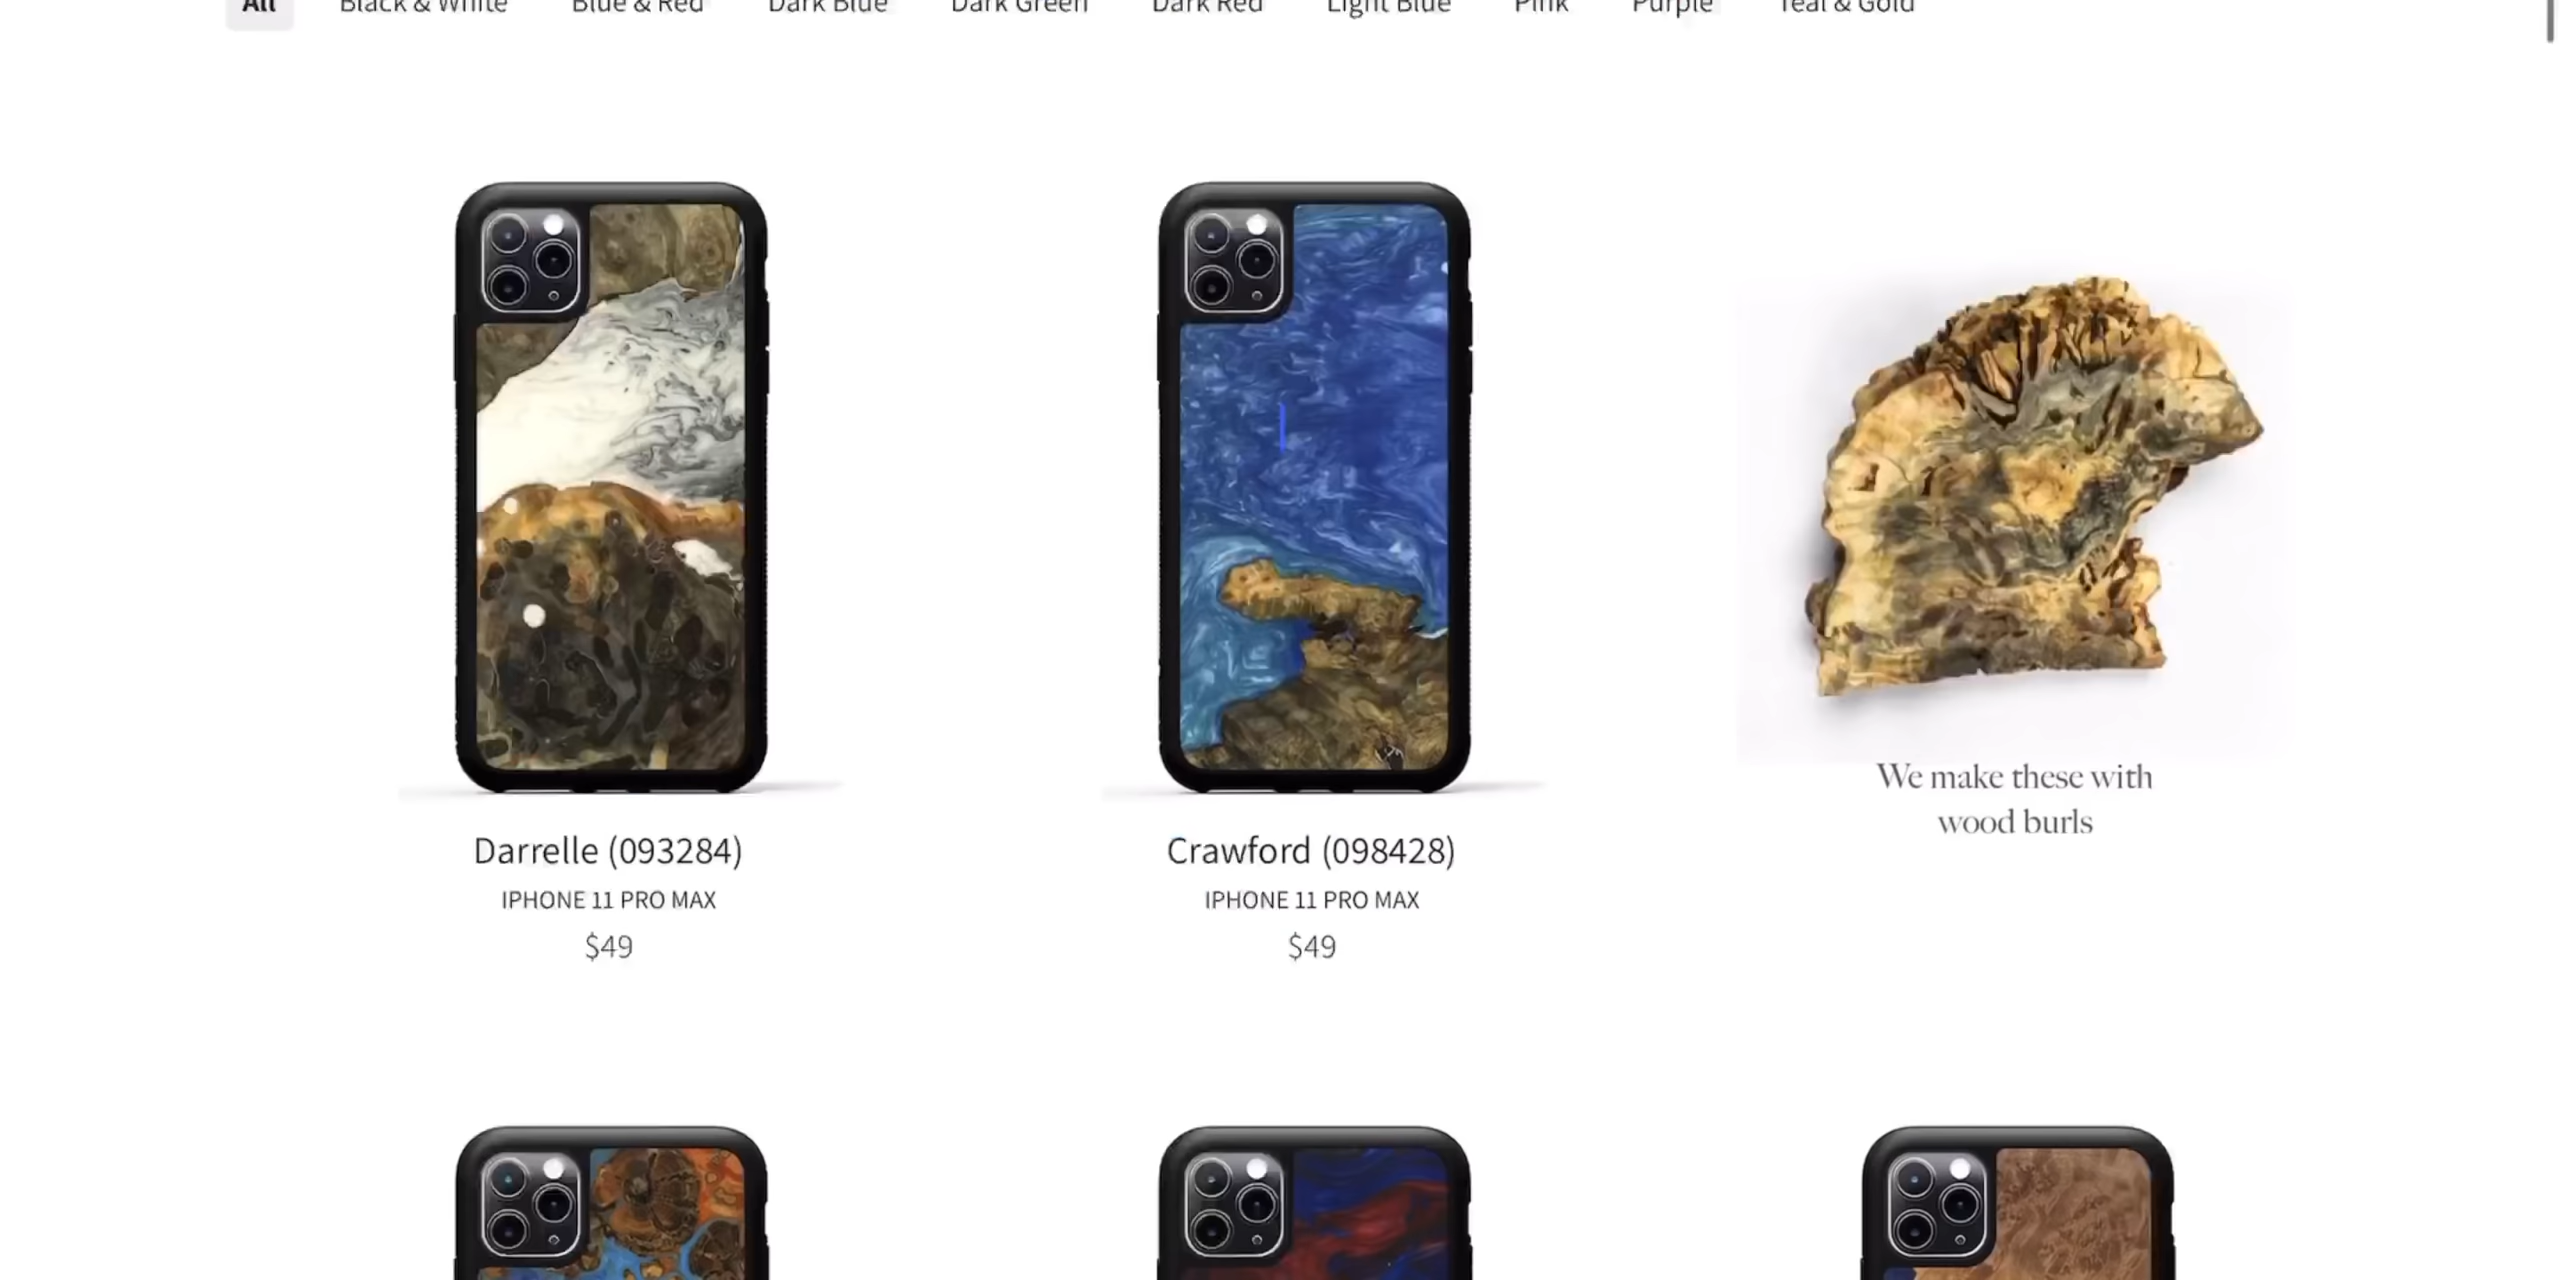 All Black & White Blue & Red Dark Blue Dark Green Dark Red Light Blue Pink Purple Teal & Gold
Darrelle (093284)
IPHONE 11 PRO MAX
$49
Crawford (098428)
IPHONE 11 PRO MAX
$49
We make these with
wood burls